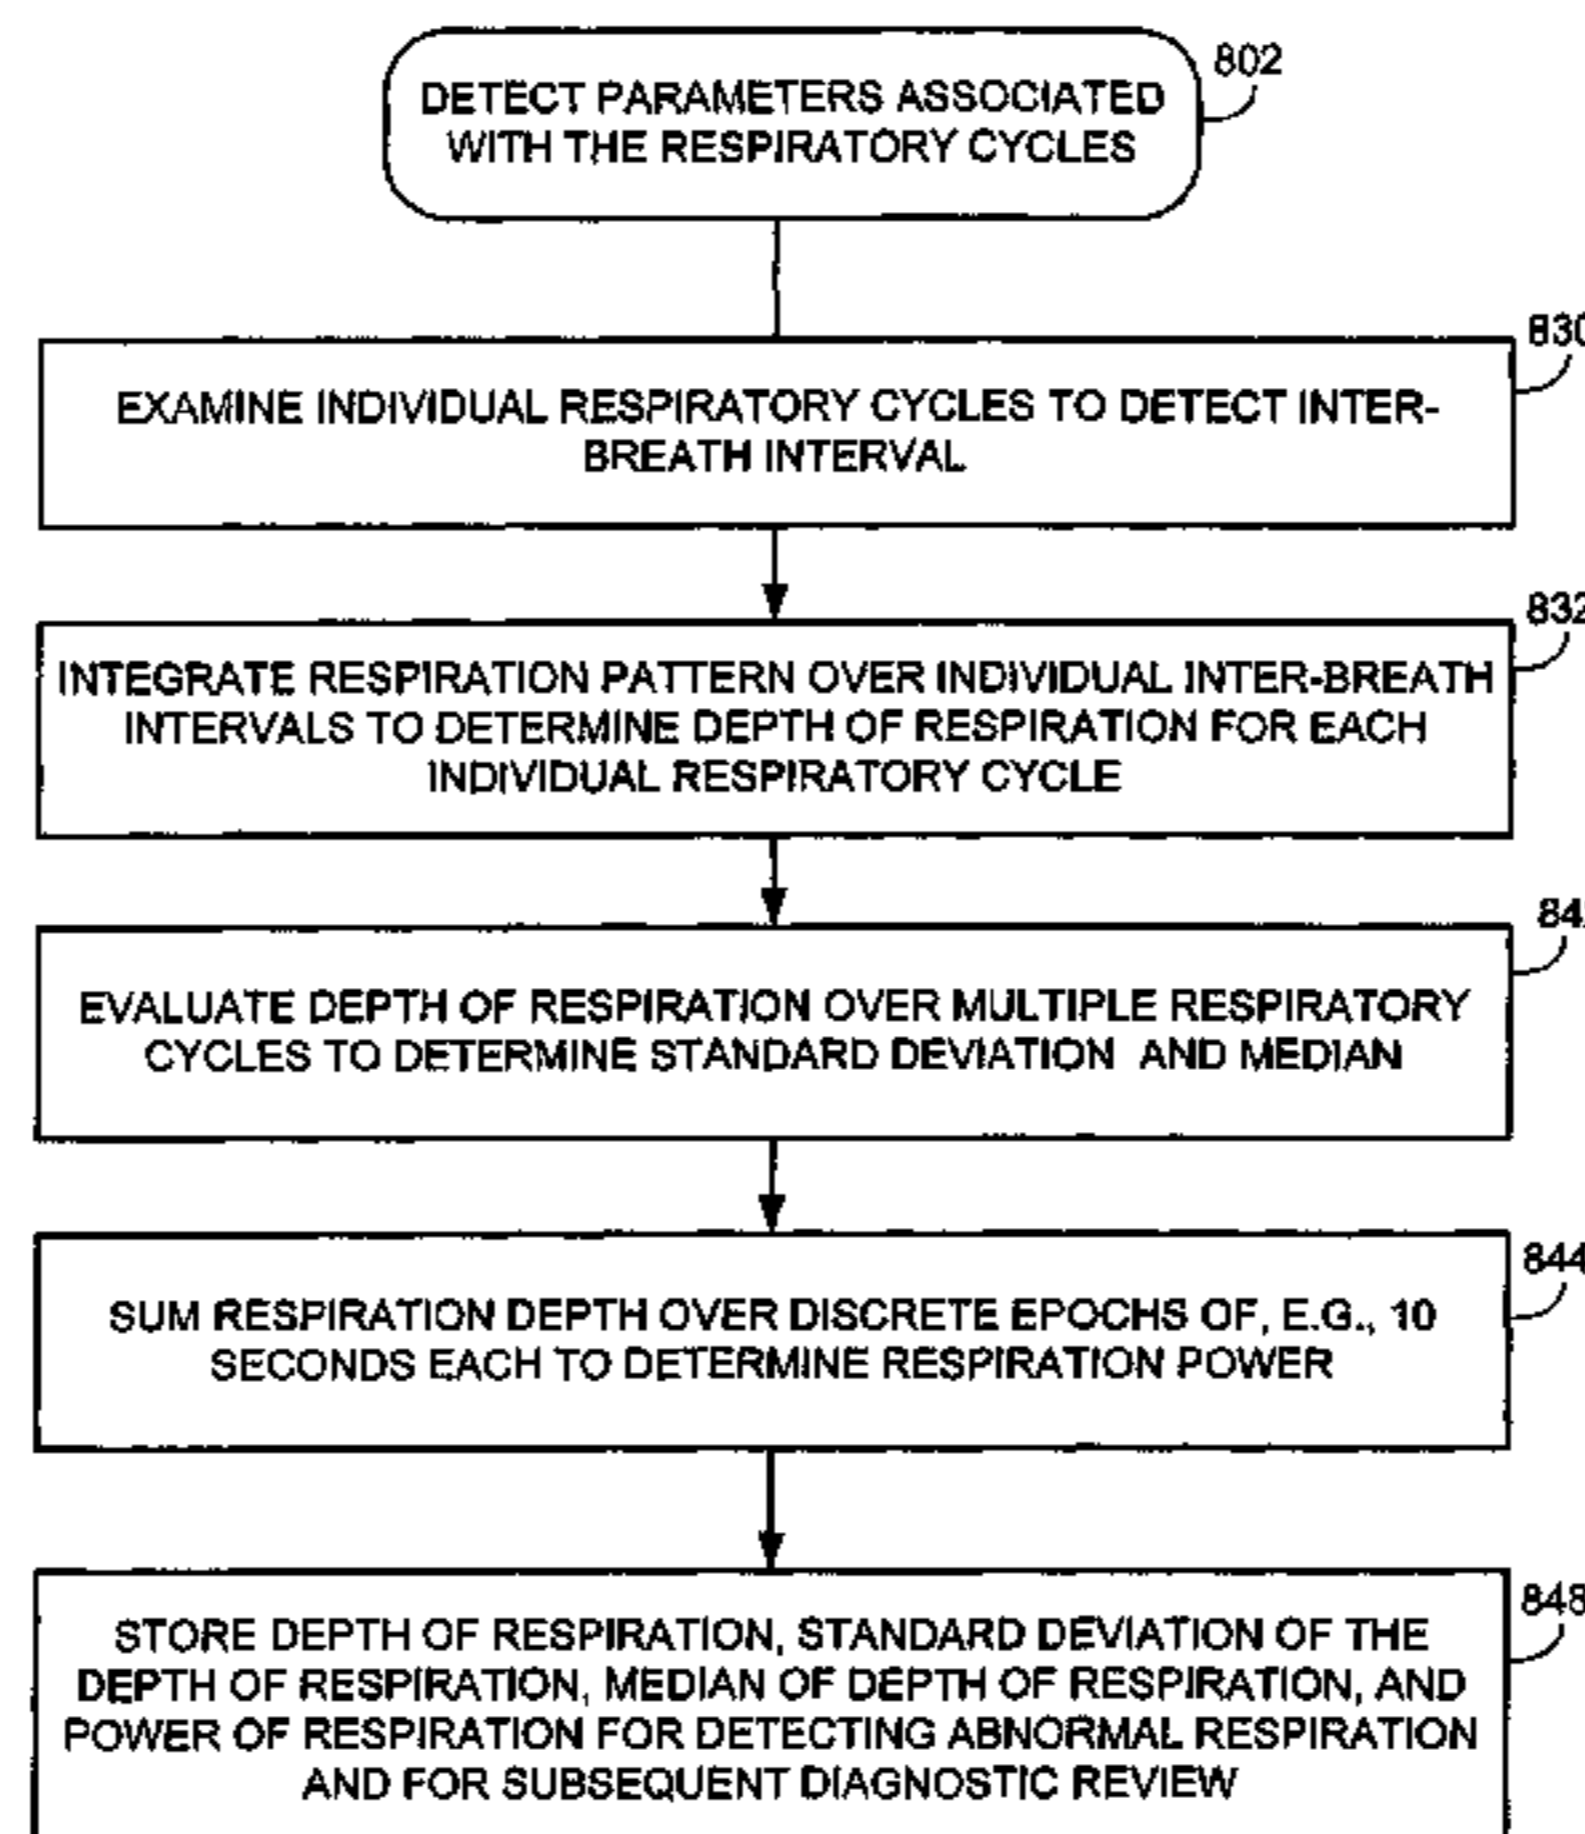 DETECT PARAMETERS ASSOCIATED
WITH THE RESPIRATORY CYCLES
802
EXAMINE INDIVIDUAL RESPIRATORY CYCLES TO DETECT INTER-
BREATH INTERVAL
830
INTEGRATE RESPIRATION PATTERN OVER INDIVIDUAL INTER-BREATH
INTERVALS TO DETERMINE DEPTH OF RESPIRATION FOR EACH
INDIVIDUAL RESPIRATORY CYCLE
832
EVALUATE DEPTH OF RESPIRATION OVER MULTIPLE RESPIRATORY
CYCLES TO DETERMINE STANDARD DEVIATION AND MEDIAN
SUM RESPIRATION DEPTH OVER DISCRETE EPOCHS OF, E.G., 10
SECONDS EACH TO DETERMINE RESPIRATION POWER
844
STORE DEPTH OF RESPIRATION, STANDARD DEVIATION OF THE
DEPTH OF RESPIRATION, MEDIAN OF DEPTH OF RESPIRATION, AND
POWER OF RESPIRATION FOR DETECTING ABNORMAL RESPIRATION
AND FOR SUBSEQUENT DIAGNOSTIC REVIEW
848